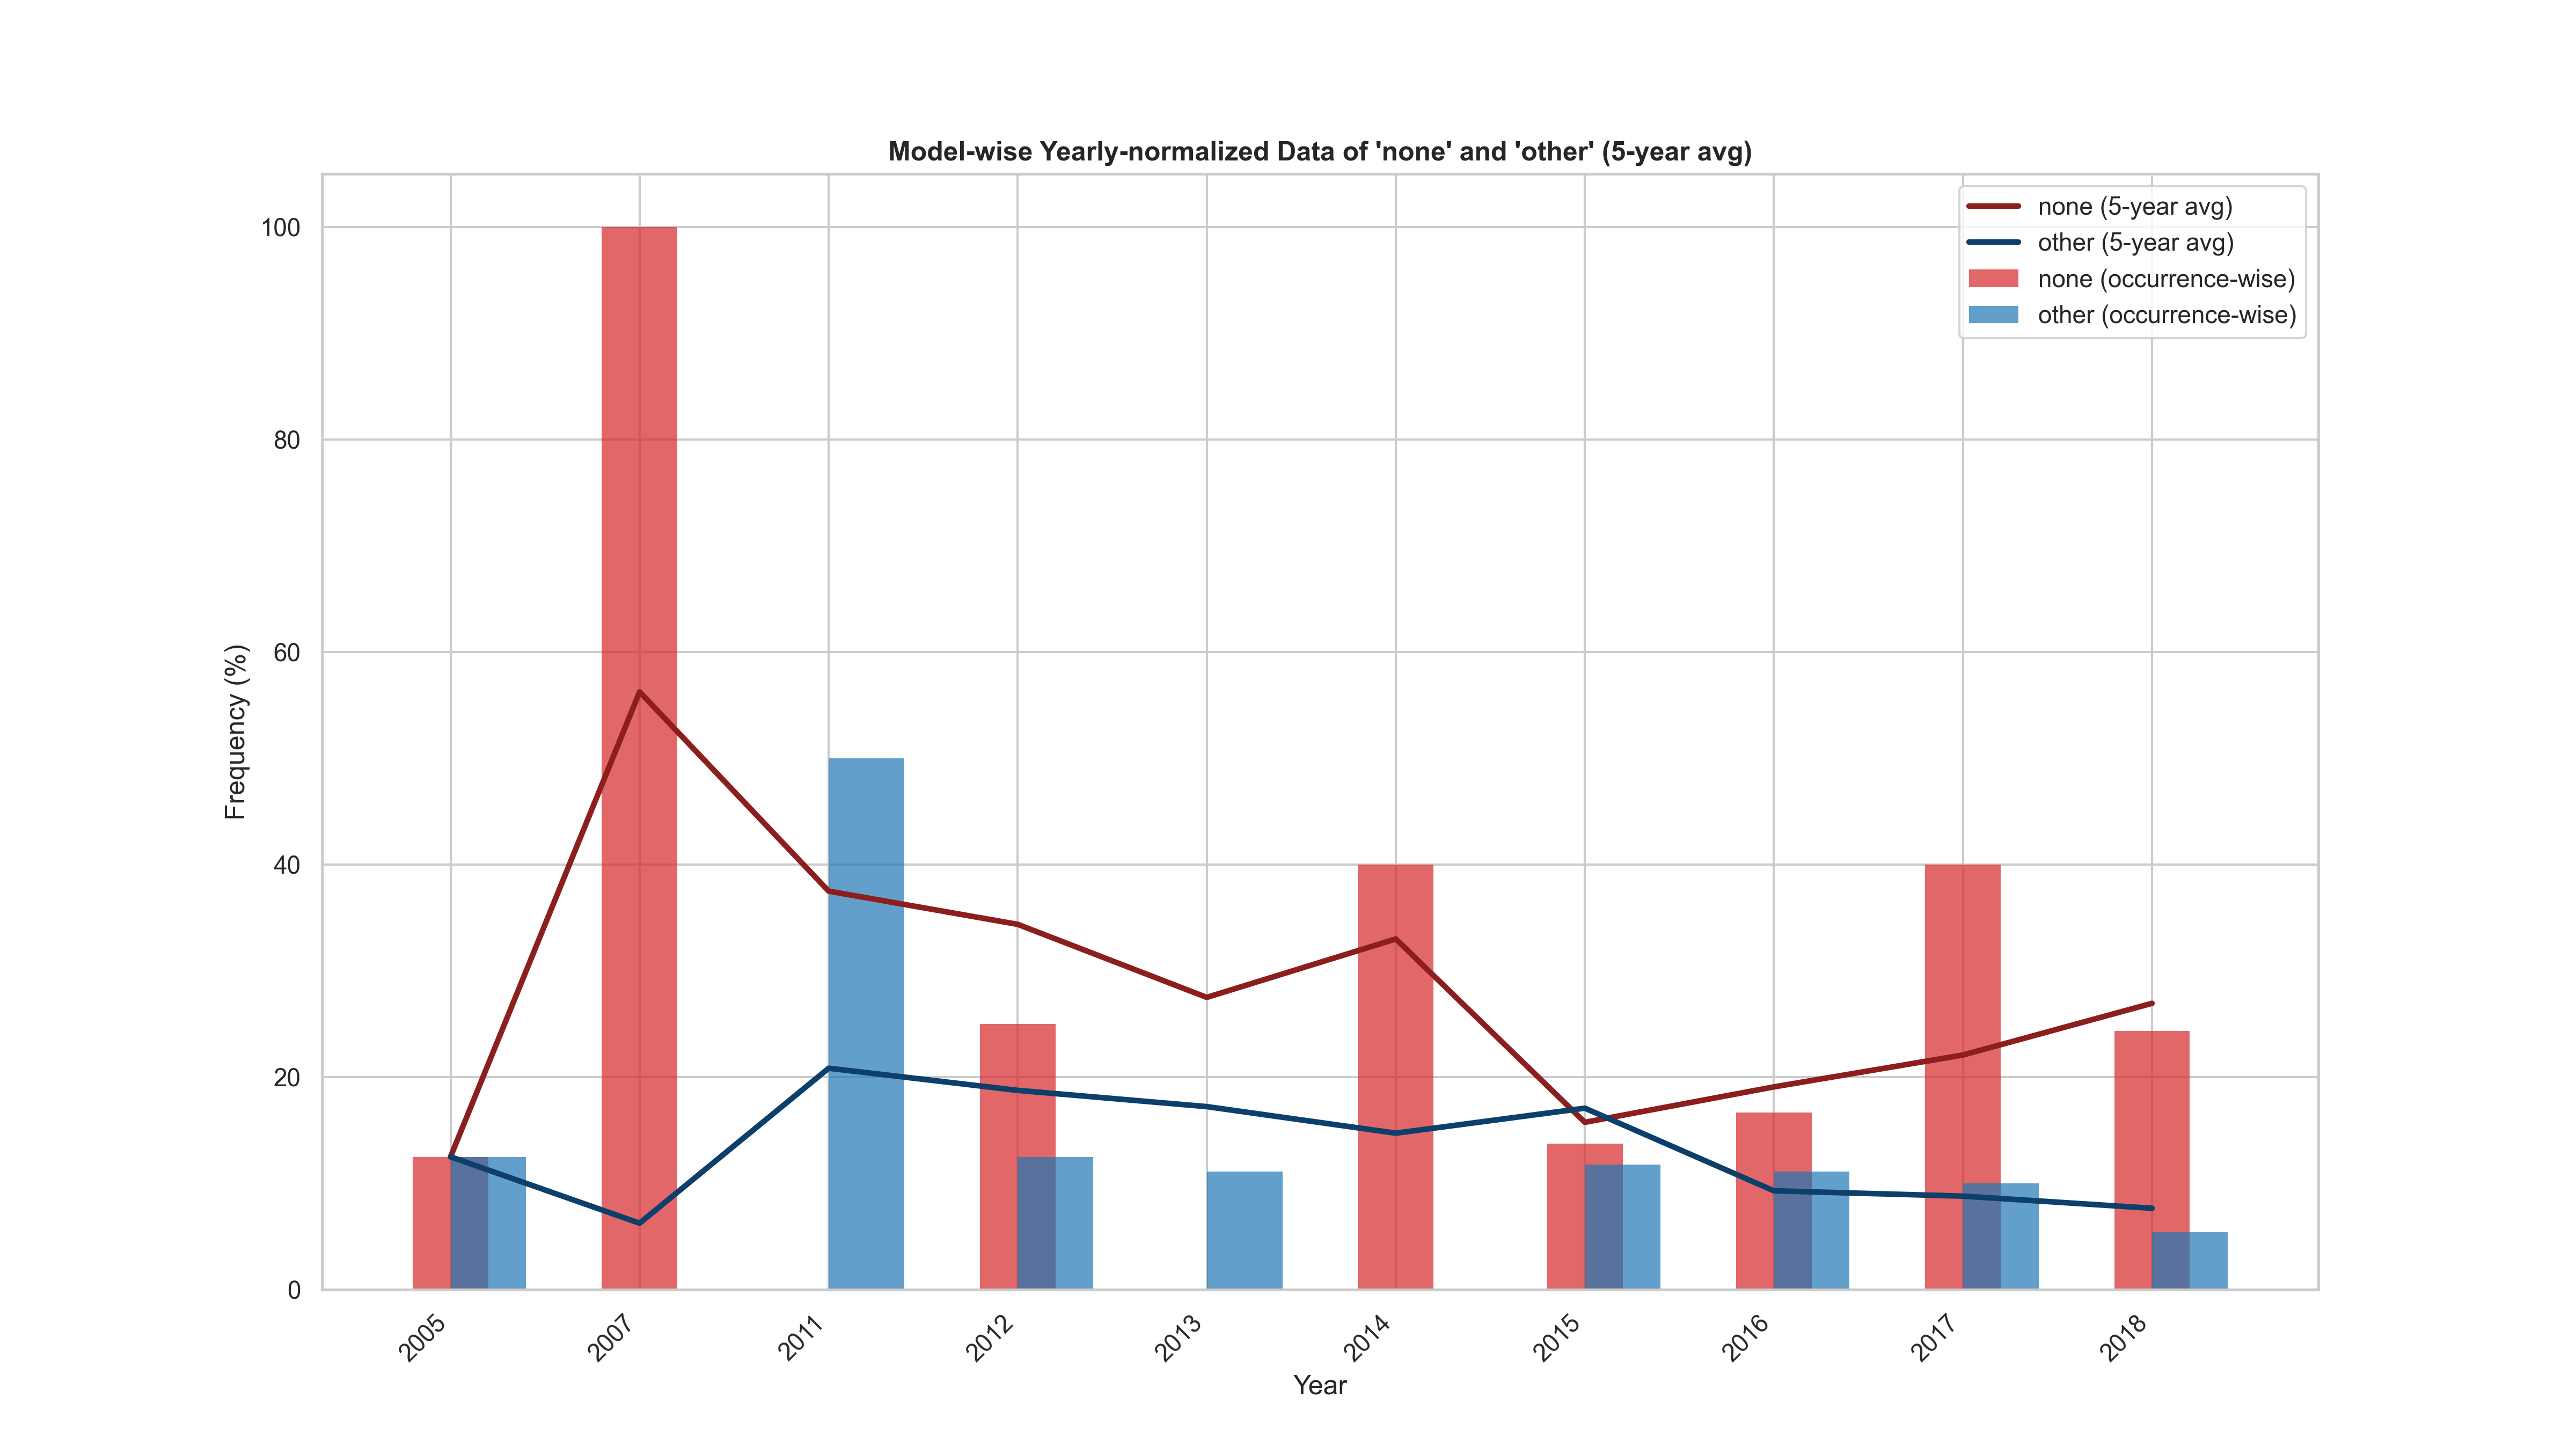 Model-wise Yearly-normalized Data of 'none' and 'other' (5-year avg)
none (5-year avg)
other (5-year avg)
none (occurrence-wise)
other (occurrence-wise)
Frequency (%)
100
80
60
40
20
0
2005
2007
2011
2012
2013
2014
2015
2016
2017
2018
Year